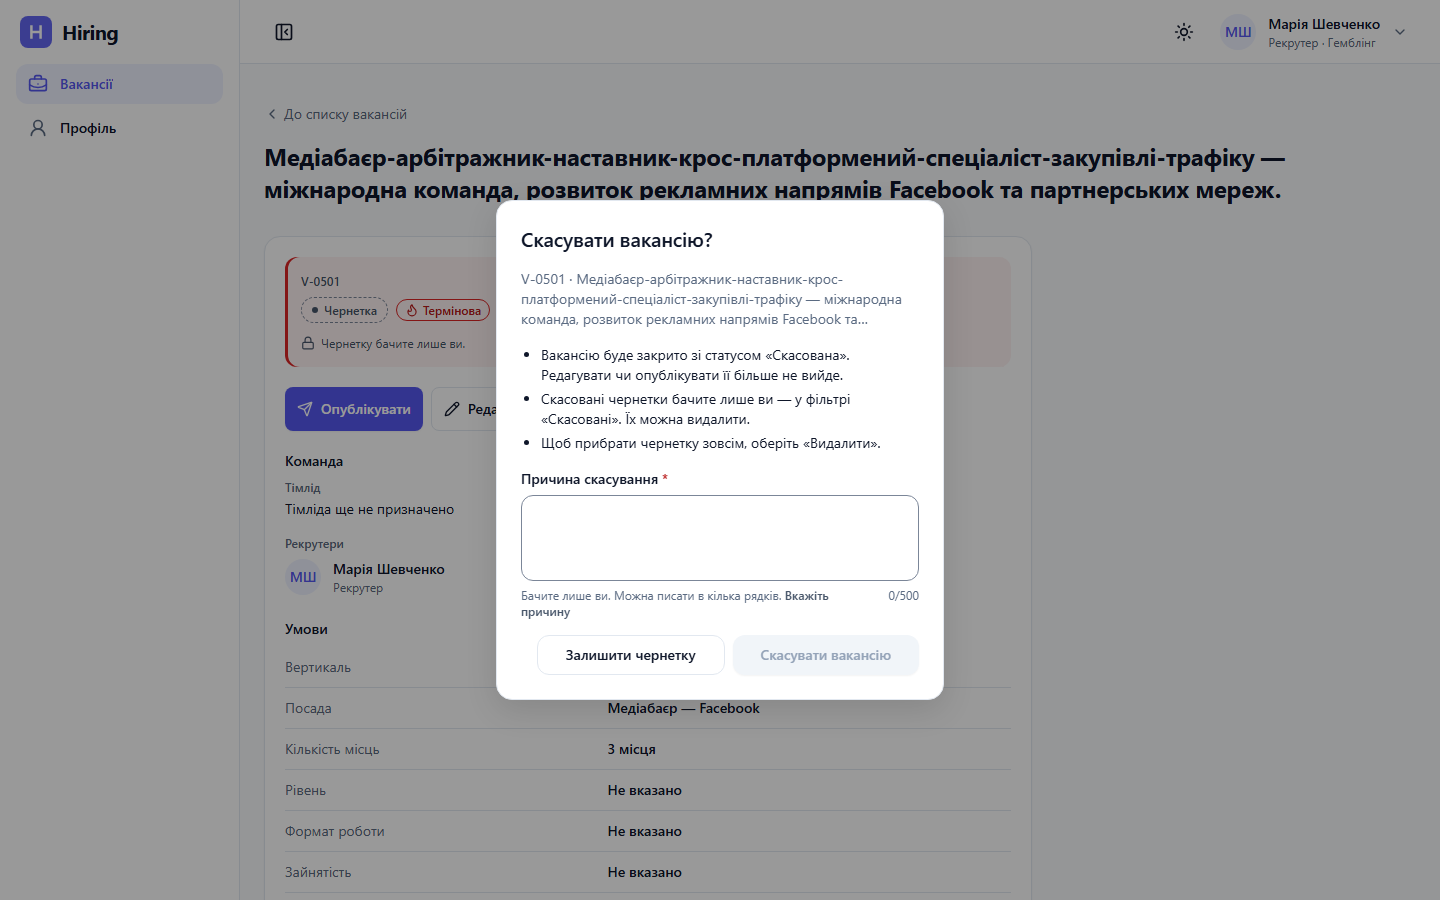 H Hiring
Вакансії
Профіль
МШ
Марія Шевченко
Рекрутер · Гемблінг
До списку вакансій
Медіабаєр-арбітражник-наставник-крос-платформений-спеціаліст-закупівлі-трафіку —
міжнародна команда, розвиток рекламних напрямів Facebook та партнерських мереж.
V-0501
Чернетка
Термінова
Чернетку бачите лише ви.
Опублікувати
Реда
Команда
Тімлід
Тімліда ще не призначено
Рекрутери
МШ
Марія Шевченко
Рекрутер
Умови
Вертикаль
Посада
Медіабаєр — Facebook
Кількість місць
3 місця
Рівень
Не вказано
Формат роботи
Не вказано
Зайнятість
Не вказано
Скасувати вакансію?
V-0501 · Медіабаєр-арбітражник-наставник-крос-
платформений-спеціаліст-закупівлі-трафіку — міжнародна
команда, розвиток рекламних напрямів Facebook та...
• Вакансію буде закрито зі статусом «Скасована».
Редагувати чи опублікувати її більше не вийде.
• Скасовані чернетки бачите лише ви — у фільтрі
«Скасовані». Їх можна видалити.
• Щоб прибрати чернетку зовсім, оберіть «Видалити».
Причина скасування *
Бачите лише ви. Можна писати в кілька рядків. Вкажіть
причину
0/500
Залишити чернетку
Скасувати вакансію